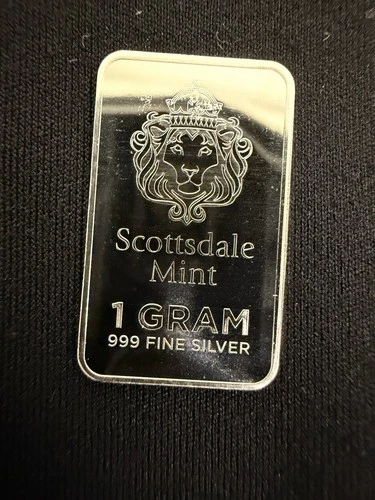 Scottsdale
Mint
1 GRAM
999 FINE SILVER